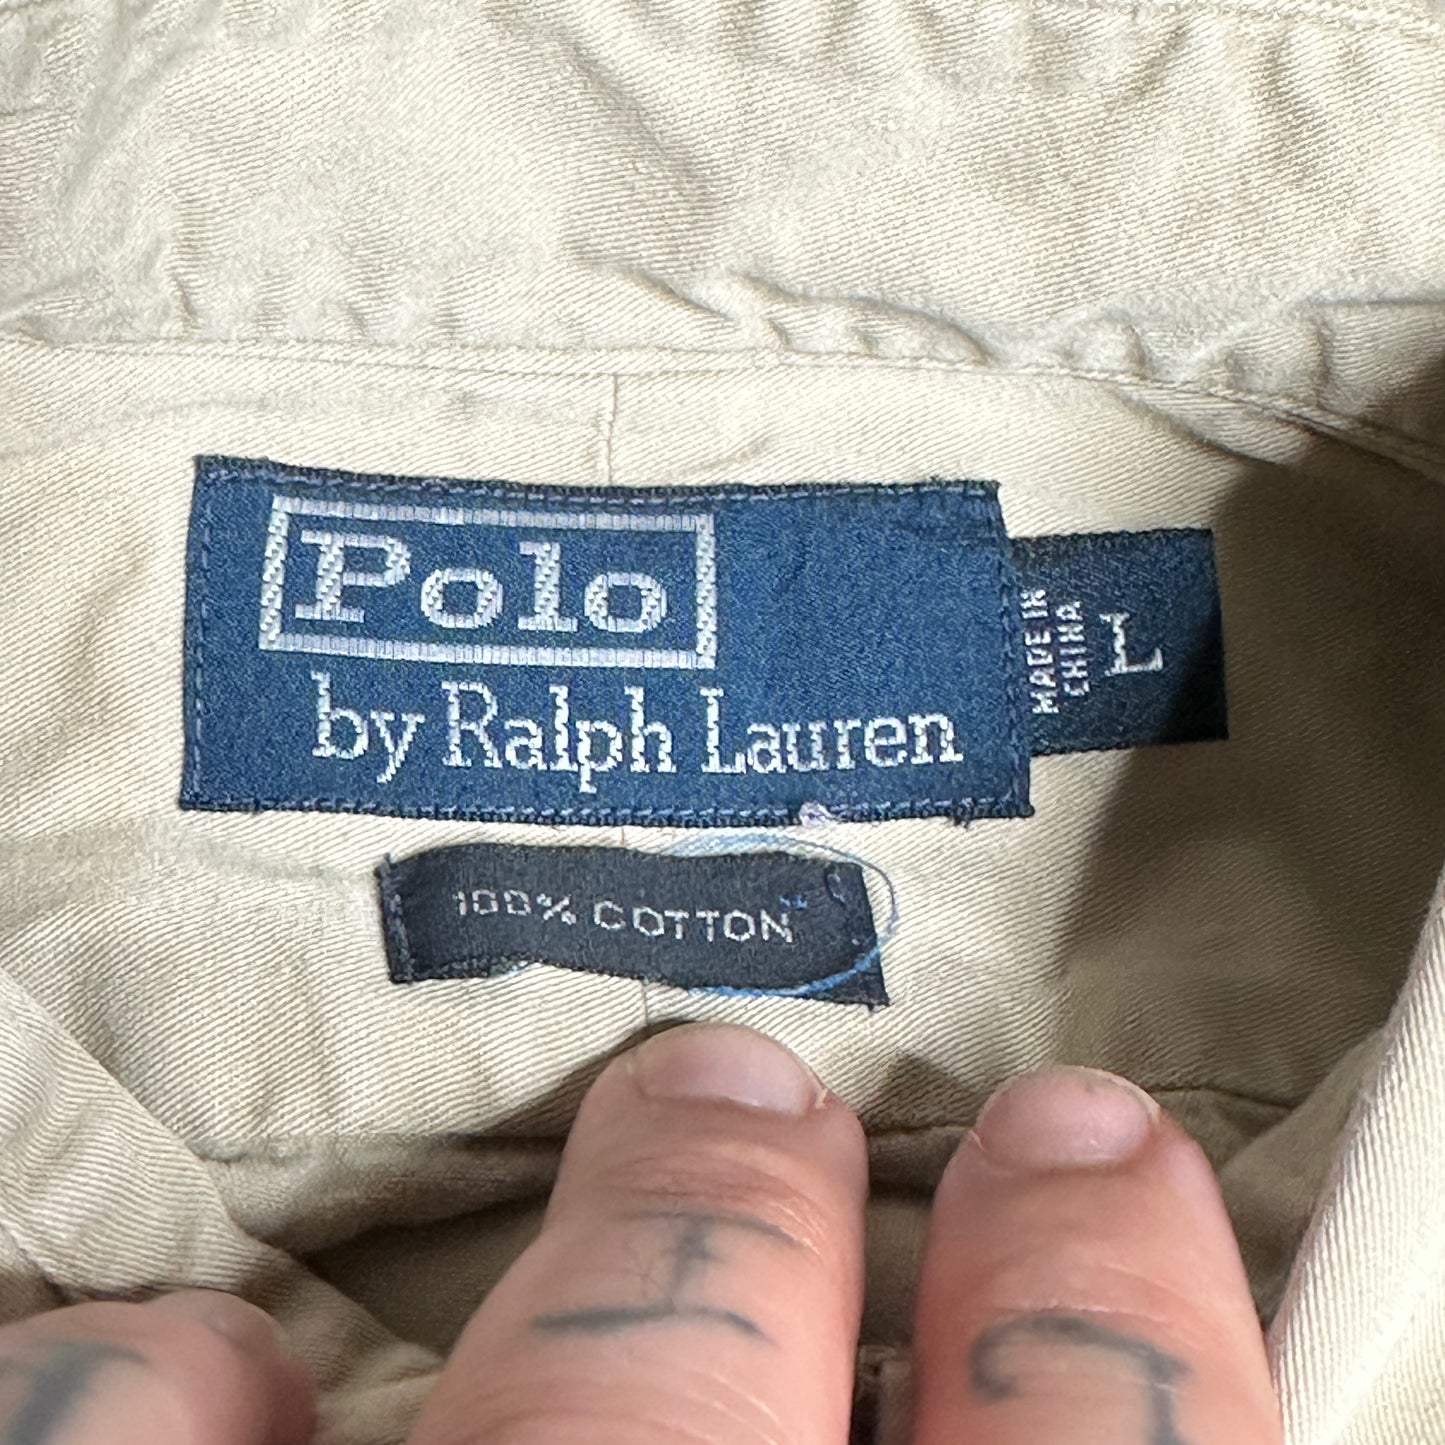 Polo
by Ralph Lauren
MADE IN
CHINA
L
100% COTTON